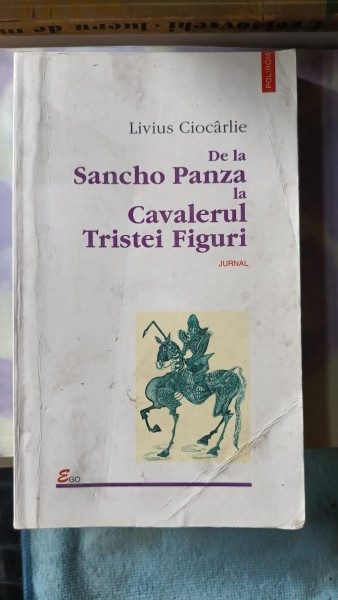 POLIROM
Livius Ciocârlie
De la
Sancho Panza
la
Cavalerul
Tristei Figuri
JURNAL
EGO